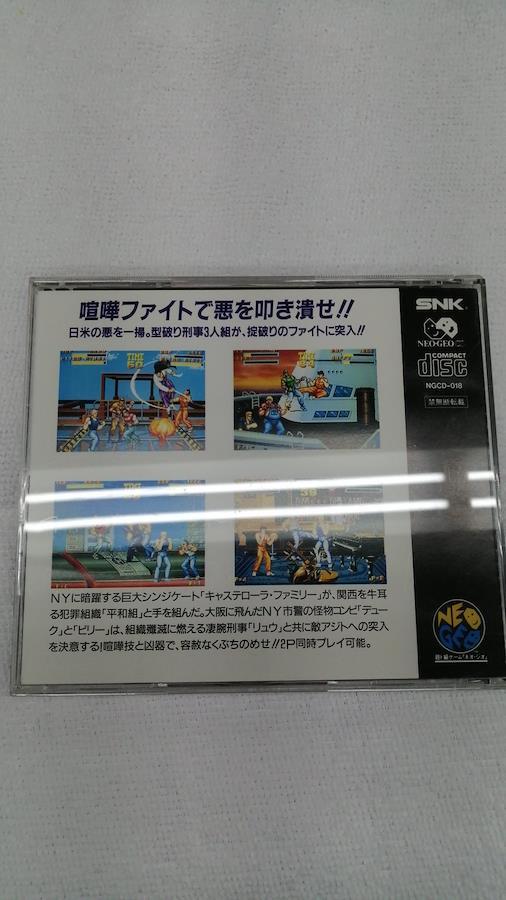 喧嘩ファイトで悪を叩き潰せ!!
日米の悪を一掃。型破り刑事3人組が、掟破りのファイトに突入!!
TIME
60
TIME
39
NYに暗躍する巨大シンジケート「キャステローラ・ファミリー」が、関西を牛耳
る犯罪組織「平和組」と手を組んだ。大阪に飛んだNY市警の怪物コンビ「デュー
ク」と「ビリー」は、組織殲滅に燃える凄腕刑事「リュウ」と共に敵アジトへの突入
を決意する!喧嘩技と凶器で、容赦なくぶちのめせ!!2P同時プレイ可能。
SNK
NEO・GEO
COMPACT
disc
NGCD-018
禁無断転載
NEO
GEO